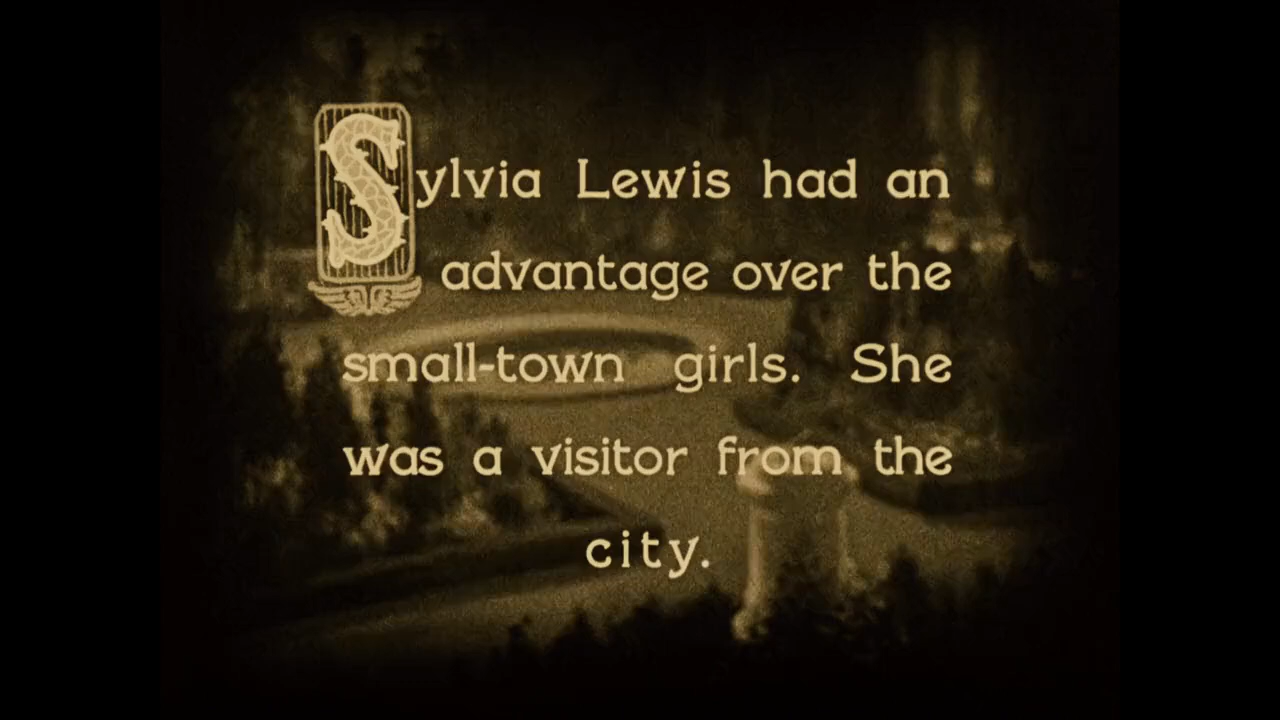 Sylvia Lewis had an
advantage over the
small-town girls. She
was a visitor from the
city.